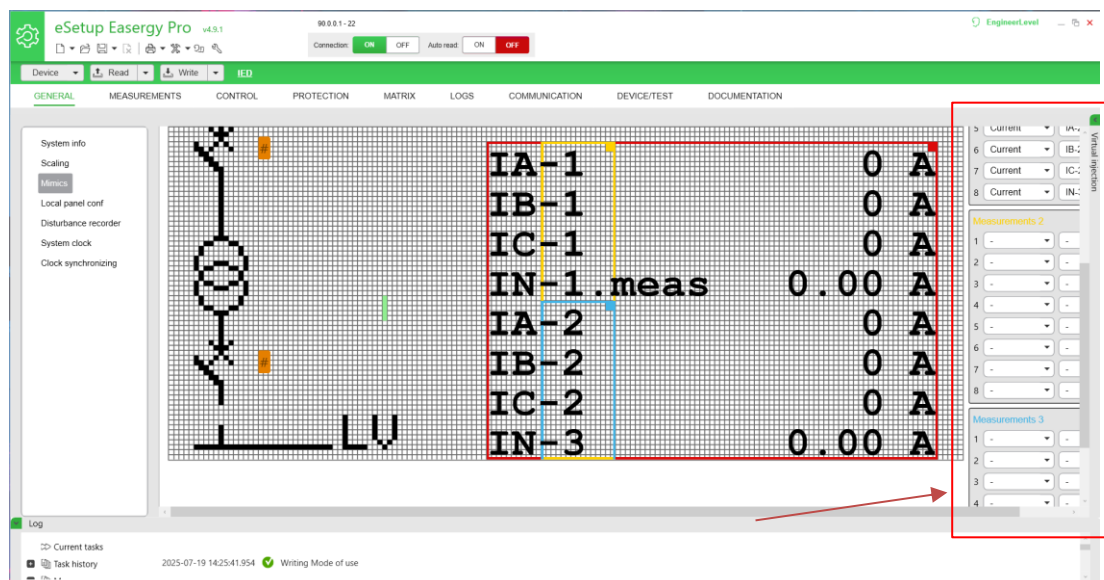 eSetup Easergy Pro v4.9.1
90.0.0.1 - 22
EngineerLevel
Connection: ON OFF Auto read: ON OFF
Device Read Write IED
GENERAL MEASUREMENTS CONTROL PROTECTION MATRIX LOGS COMMUNICATION DEVICE/TEST DOCUMENTATION
System info
Scaling
Mimics
Local panel conf
Disturbance recorder
System clock
Clock synchronizing
#
#
LV
IA-1 0 A
IB-1 0 A
IC-1 0 A
IN-1.meas 0.00 A
IA-2 0 A
IB-2 0 A
IC-2 0 A
IN-3 0.00 A
5 Current
6 Current IB-2
7 Current IC-2
8 Current IN-3
Measurements 2
1 - -
2 - -
3 - -
4 - -
5 - -
6 - -
7 - -
8 - -
Measurements 3
1 - -
2 - -
3 - -
4 - -
Virtual injection
Log
Current tasks
Task history
2025-07-19 14:25:41.954 Writing Mode of use